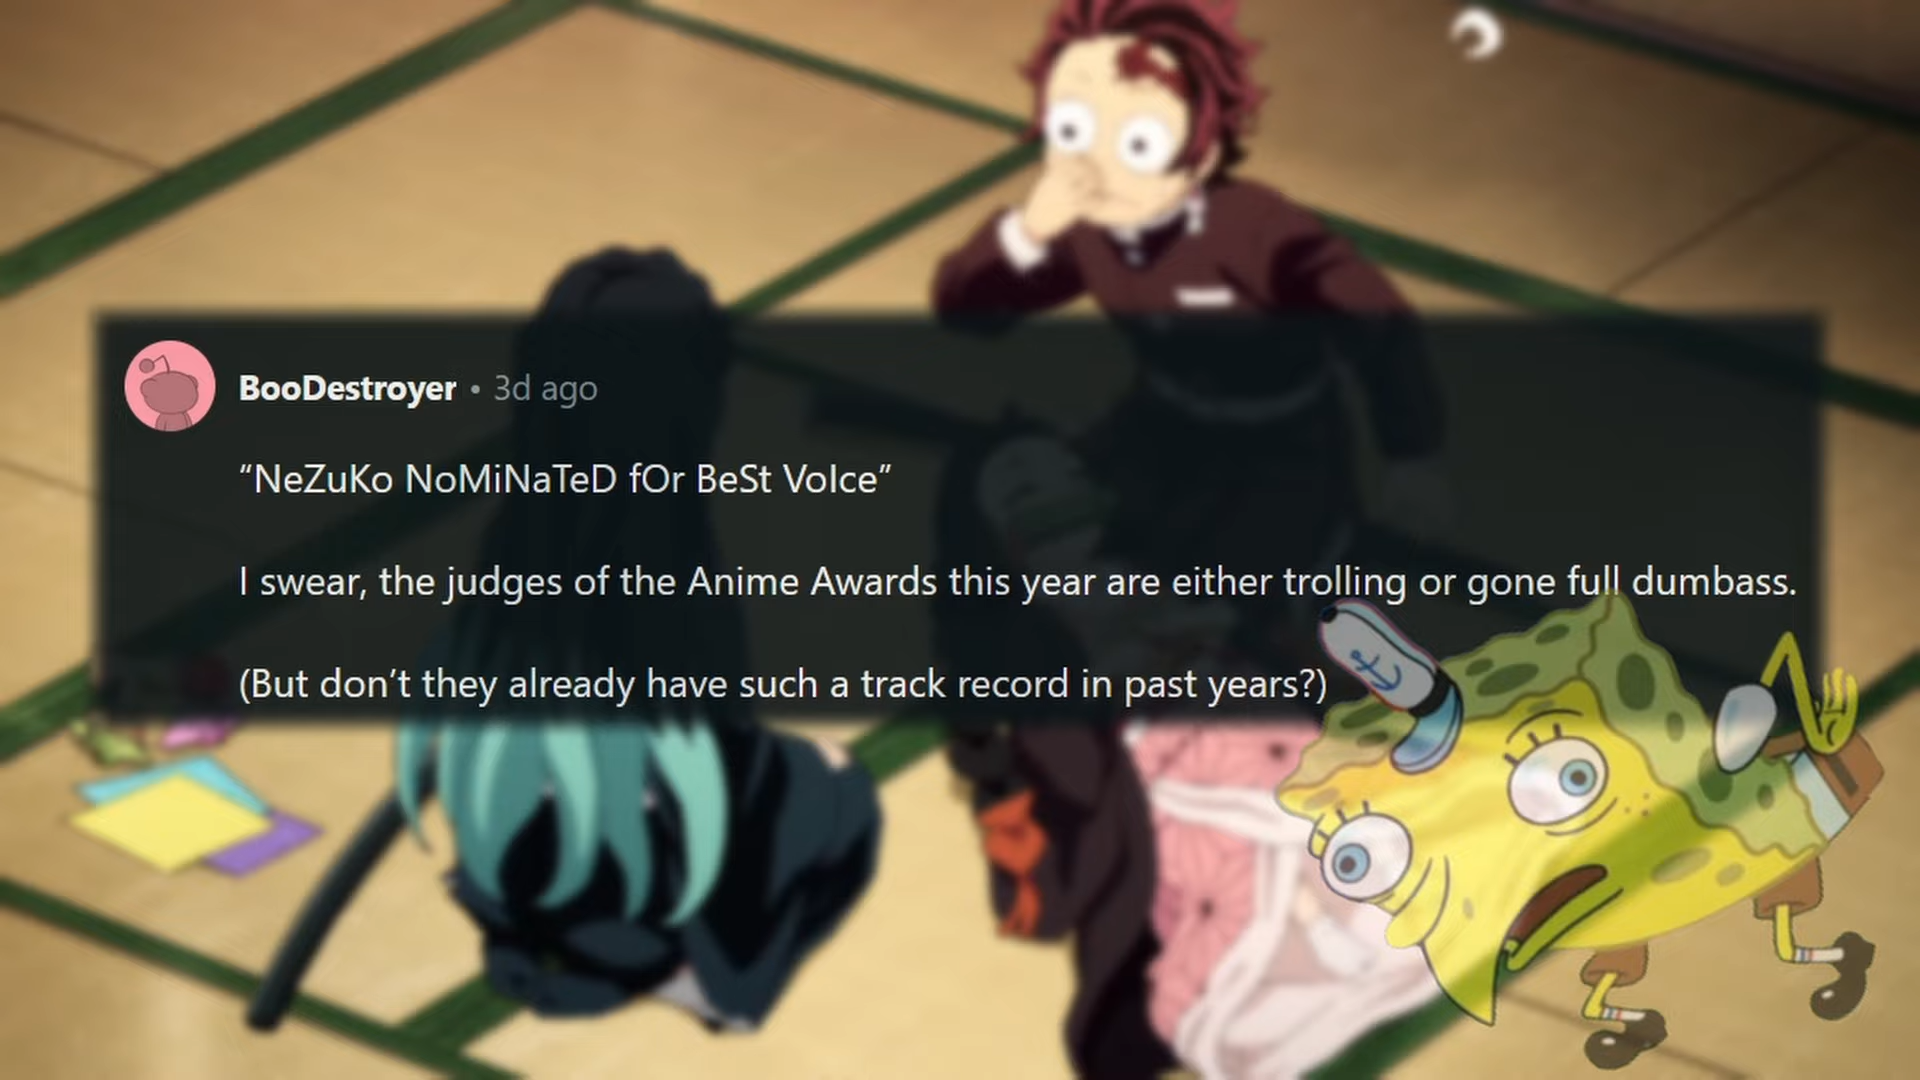 BooDestroyer • 3d ago
“NeZuKo NoMiNaTeD fOr BeSt VoIce”
I swear, the judges of the Anime Awards this year are either trolling or gone full dumbass.
(But don’t they already have such a track record in past years?)